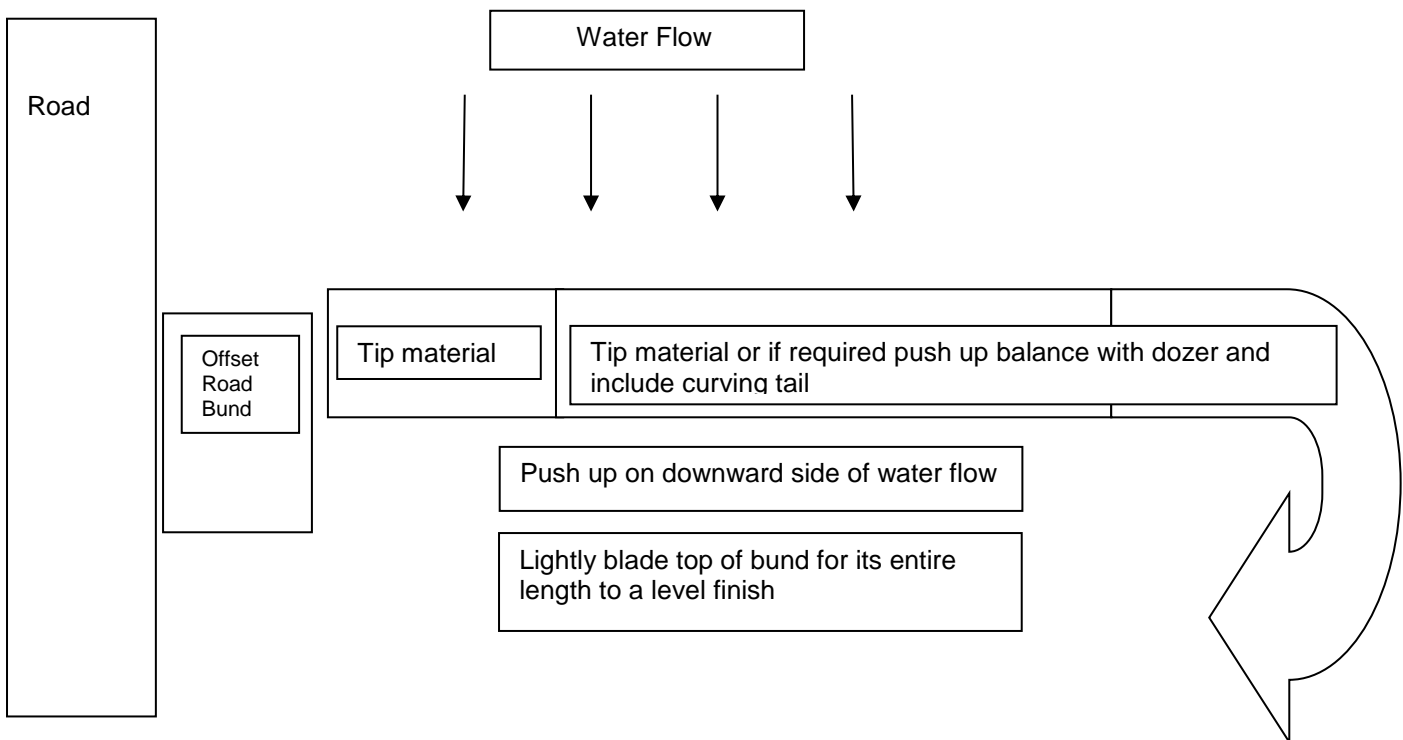 Water Flow
Road
Offset
Road
Bund
Tip material
Tip material or if required push up balance with dozer and
include curving tail
Push up on downward side of water flow
Lightly blade top of bund for its entire
length to a level finish